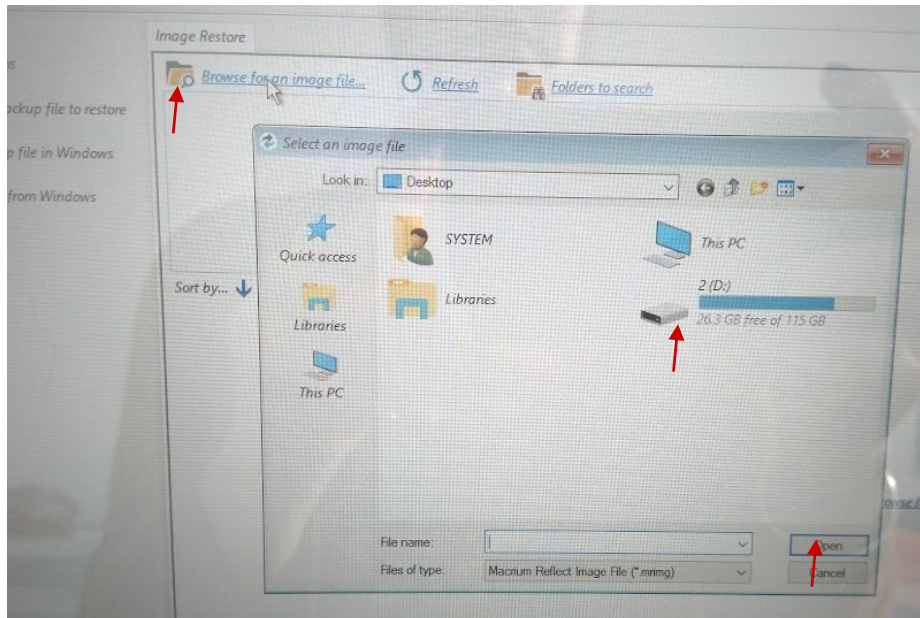 Image Restore
Browse for an image file...
Refresh
Folders to search
ackup file to restore
p file in Windows
from Windows
Select an image file
Look in:
Desktop
Quick access
SYSTEM
This PC
Libraries
Libraries
2 (D:)
26.3 GB free of 115 GB
This PC
Sort by...
File name:
Open
Files of type:
Macrium Reflect Image File (*.mrimg)
Cancel